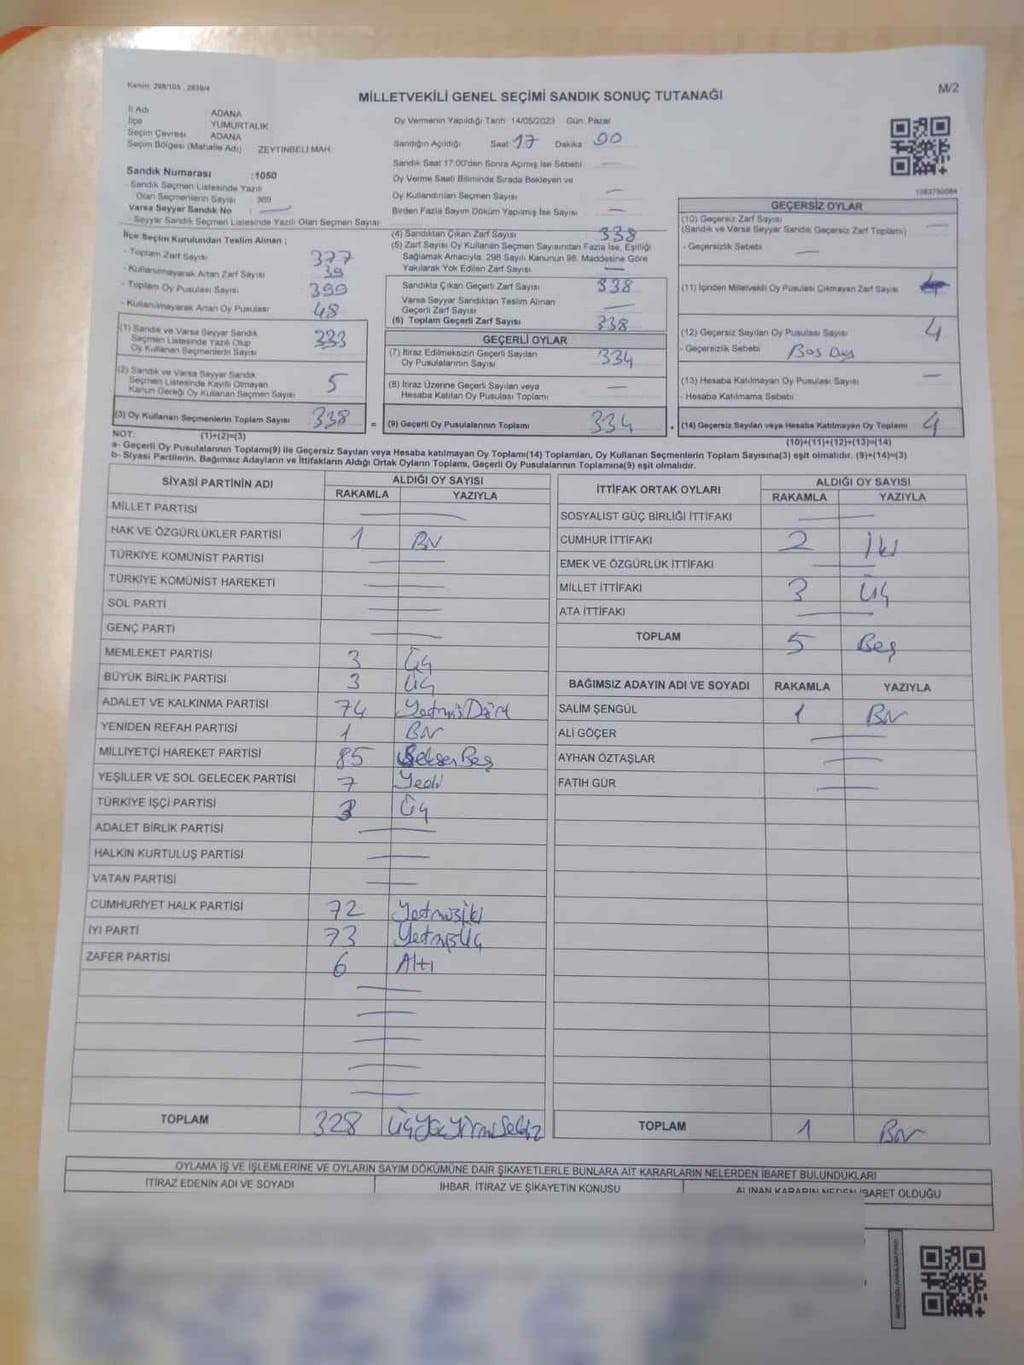 Kanun: 298/105, 2839/4
M/2
MİLLETVEKİLİ GENEL SEÇİMİ SANDIK SONUÇ TUTANAĞI
İl Adı ADANA
İlçe YUMURTALIK
Seçim Çevresi ADANA
Seçim Bölgesi (Mahalle Adı) ZEYTİNBELİ MAH.
Oy Vermenin Yapıldığı Tarih 14/05/2023 Gün: Pazar
Sandığın Açıldığı Saat 17 Dakika 00
Sandık Saat 17:00'den Sonra Açılmış İse Sebebi
Oy Verme Saati Bitiminde Sırada Bekleyen ve
Oy Kullandırılan Seçmen Sayısı
Birden Fazla Sayım Döküm Yapılmış İse Sayısı
Sandık Numarası :1050
- Sandık Seçmen Listesinde Yazılı
Olan Seçmenlerin Sayısı 369
Varsa Seyyar Sandık No
- Seyyar Sandık Seçmen Listesinde Yazılı Olan Seçmen Sayısı:
İlçe Seçim Kurulundan Teslim Alınan :
- Toplam Zarf Sayısı 377
- Kullanılmayarak Artan Zarf Sayısı 39
- Toplam Oy Pusulası Sayısı 399
- Kullanılmayarak Artan Oy Pusulası 48
(1) Sandık ve Varsa Seyyar Sandık
Seçmen Listesinde Yazılı Olup
Oy Kullanan Seçmenlerin Sayısı 333
(2) Sandık ve Varsa Seyyar Sandık
Seçmen Listesinde Kayıtlı Olmayan
Kanun Gereği Oy Kullanan Seçmen Sayısı 5
(3) Oy Kullanan Seçmenlerin Toplam Sayısı 338 =
(1)+(2)=(3)
(4) Sandıktan Çıkan Zarf Sayısı 338
(5) Zarf Sayısı Oy Kullanan Seçmen Sayısından Fazla İse, Eşitliği
Sağlamak Amacıyla; 298 Sayılı Kanunun 98. Maddesine Göre
Yakılarak Yok Edilen Zarf Sayısı
Sandıkta Çıkan Geçerli Zarf Sayısı 338
Varsa Seyyar Sandıktan Teslim Alınan
Geçerli Zarf Sayısı
(6) Toplam Geçerli Zarf Sayısı 338
GEÇERLİ OYLAR
(7) İtiraz Edilmeksizin Geçerli Sayılan
Oy Pusulalarının Sayısı 334
(8) İtiraz Üzerine Geçerli Sayılan veya
Hesaba Katılan Oy Pusulası Toplamı
(9) Geçerli Oy Pusulalarının Toplamı 334 +
1083750084
GEÇERSİZ OYLAR
(10) Geçersiz Zarf Sayısı
(Sandık ve Varsa Seyyar Sandık Geçersiz Zarf Toplamı)
- Geçersizlik Sebebi
(11) İçinden Milletvekili Oy Pusulası Çıkmayan Zarf Sayısı
(12) Geçersiz Sayılan Oy Pusulası Sayısı 4
- Geçersizlik Sebebi
(13) Hesaba Katılmayan Oy Pusulası Sayısı
- Hesaba Katılmama Sebebi
(14) Geçersiz Sayılan veya Hesaba Katılmayan Oy Toplamı 4
(10)+(11)+(12)+(13)=(14)
NOT:
a- Geçerli Oy Pusulalarının Toplamı(9) ile Geçersiz Sayılan veya Hesaba katılmayan Oy Toplamı(14) Toplamları, Oy Kullanan Seçmenlerin Toplam Sayısına(3) eşit olmalıdır. (9)+(14)=(3)
b- Siyasi Partilerin, Bağımsız Adayların ve İttifakların Aldığı Ortak Oyların Toplamı, Geçerli Oy Pusulalarının Toplamına(9) eşit olmalıdır.
SİYASİ PARTİNİN ADI ALDIĞI OY SAYISI
RAKAMLA YAZIYLA
MİLLET PARTİSİ
HAK VE ÖZGÜRLÜKLER PARTİSİ 1 Bir
TÜRKİYE KOMÜNİST PARTİSİ
TÜRKİYE KOMÜNİST HAREKETİ
SOL PARTİ
GENÇ PARTİ
MEMLEKET PARTİSİ 3 Üç
BÜYÜK BİRLİK PARTİSİ 3 Üç
ADALET VE KALKINMA PARTİSİ 74 YetmişDört
YENİDEN REFAH PARTİSİ 1 Bir
MİLLİYETÇİ HAREKET PARTİSİ 85 SeksenBeş
YEŞİLLER VE SOL GELECEK PARTİSİ 7 Yedi
TÜRKİYE İŞÇİ PARTİSİ 3 Üç
ADALET BİRLİK PARTİSİ
HALKIN KURTULUŞ PARTİSİ
VATAN PARTİSİ
CUMHURİYET HALK PARTİSİ 72 Yetmişiki
İYİ PARTİ 73 YetmişÜç
ZAFER PARTİSİ 6 Altı
TOPLAM 328 ÜçYüzYirmiSekiz
İTTİFAK ORTAK OYLARI ALDIĞI OY SAYISI
RAKAMLA YAZIYLA
SOSYALİST GÜÇ BİRLİĞİ İTTİFAKI
CUMHUR İTTİFAKI 2 İki
EMEK VE ÖZGÜRLÜK İTTİFAKI
MİLLET İTTİFAKI 3 Üç
ATA İTTİFAKI
TOPLAM 5 Beş
BAĞIMSIZ ADAYIN ADI VE SOYADI RAKAMLA YAZIYLA
SALİM ŞENGÜL 1 Bir
ALİ GÖÇER
AYHAN ÖZTAŞLAR
FATİH GÜR
TOPLAM 1 Bir
OYLAMA İŞ VE İŞLEMLERİNE VE OYLARIN SAYIM DÖKÜMÜNE DAİR ŞİKAYETLERLE BUNLARA AİT KARARLARIN NELERDEN İBARET BULUNDUKLARI
İTİRAZ EDENİN ADI VE SOYADI İHBAR, İTİRAZ VE ŞİKAYETİN KONUSU ALINAN KARARIN NEDEN İBARET OLDUĞU